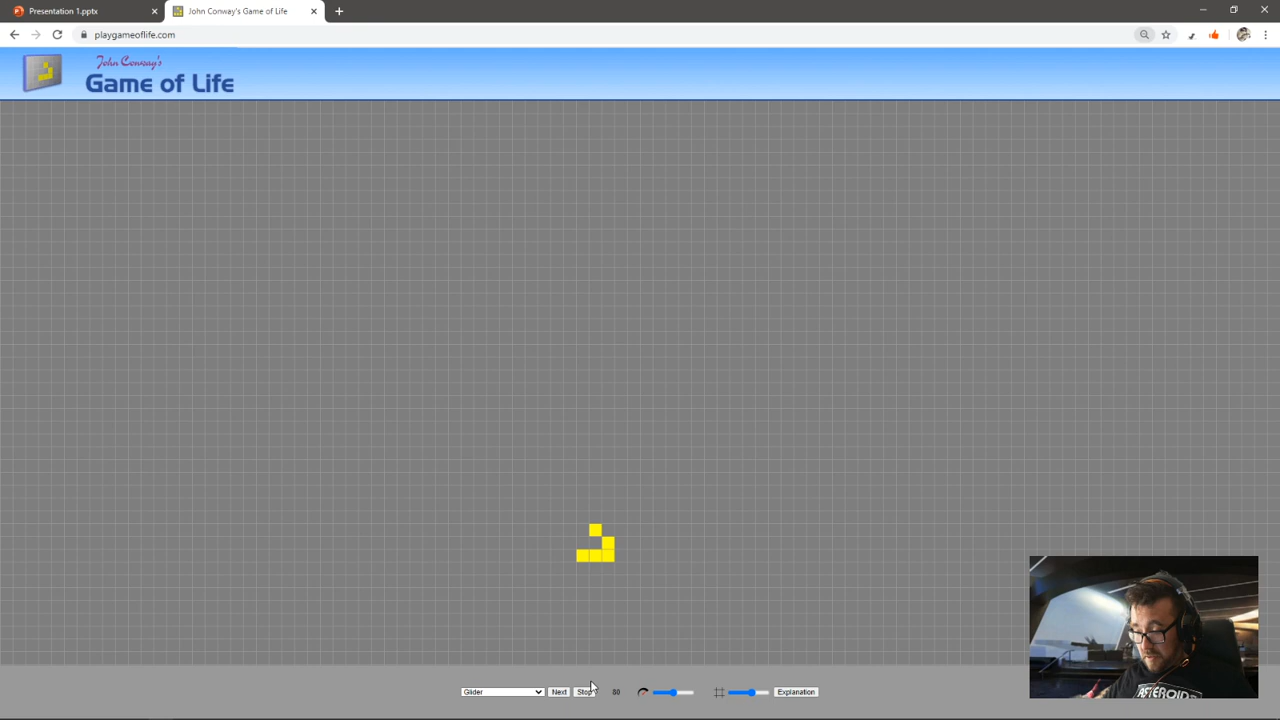 Presentation 1.pptx
John Conway's Game of Life
playgameoflife.com
John Conway's
Game of Life
Glider Next Stop 80 Explanation
ASTEROIDS